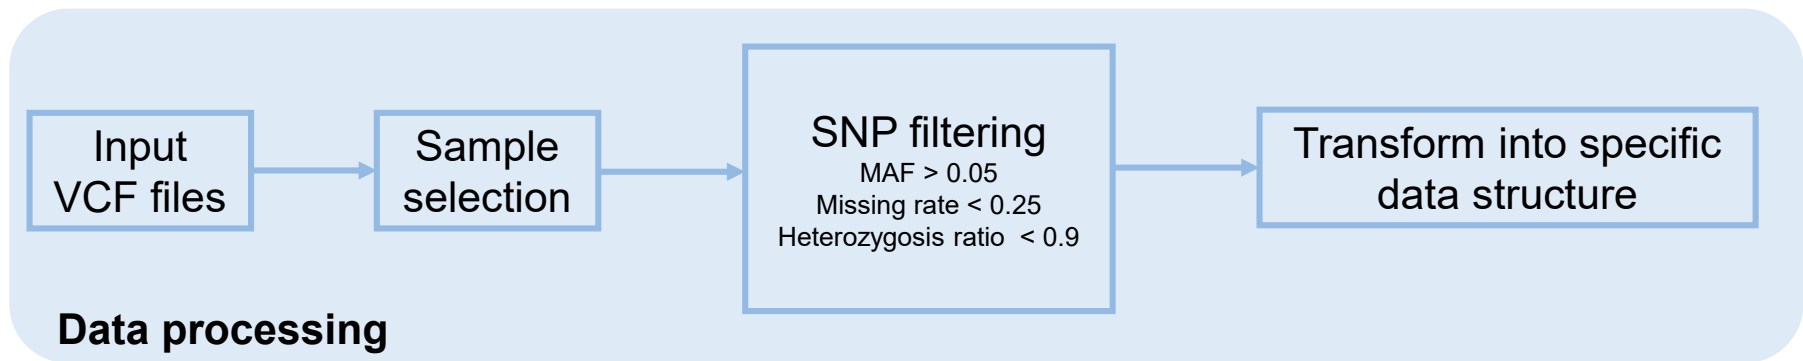 Input
VCF files
Sample
selection
SNP filtering
MAF > 0.05
Missing rate < 0.25
Heterozygosis ratio  < 0.9
Transform into specific
data structure
Data processing